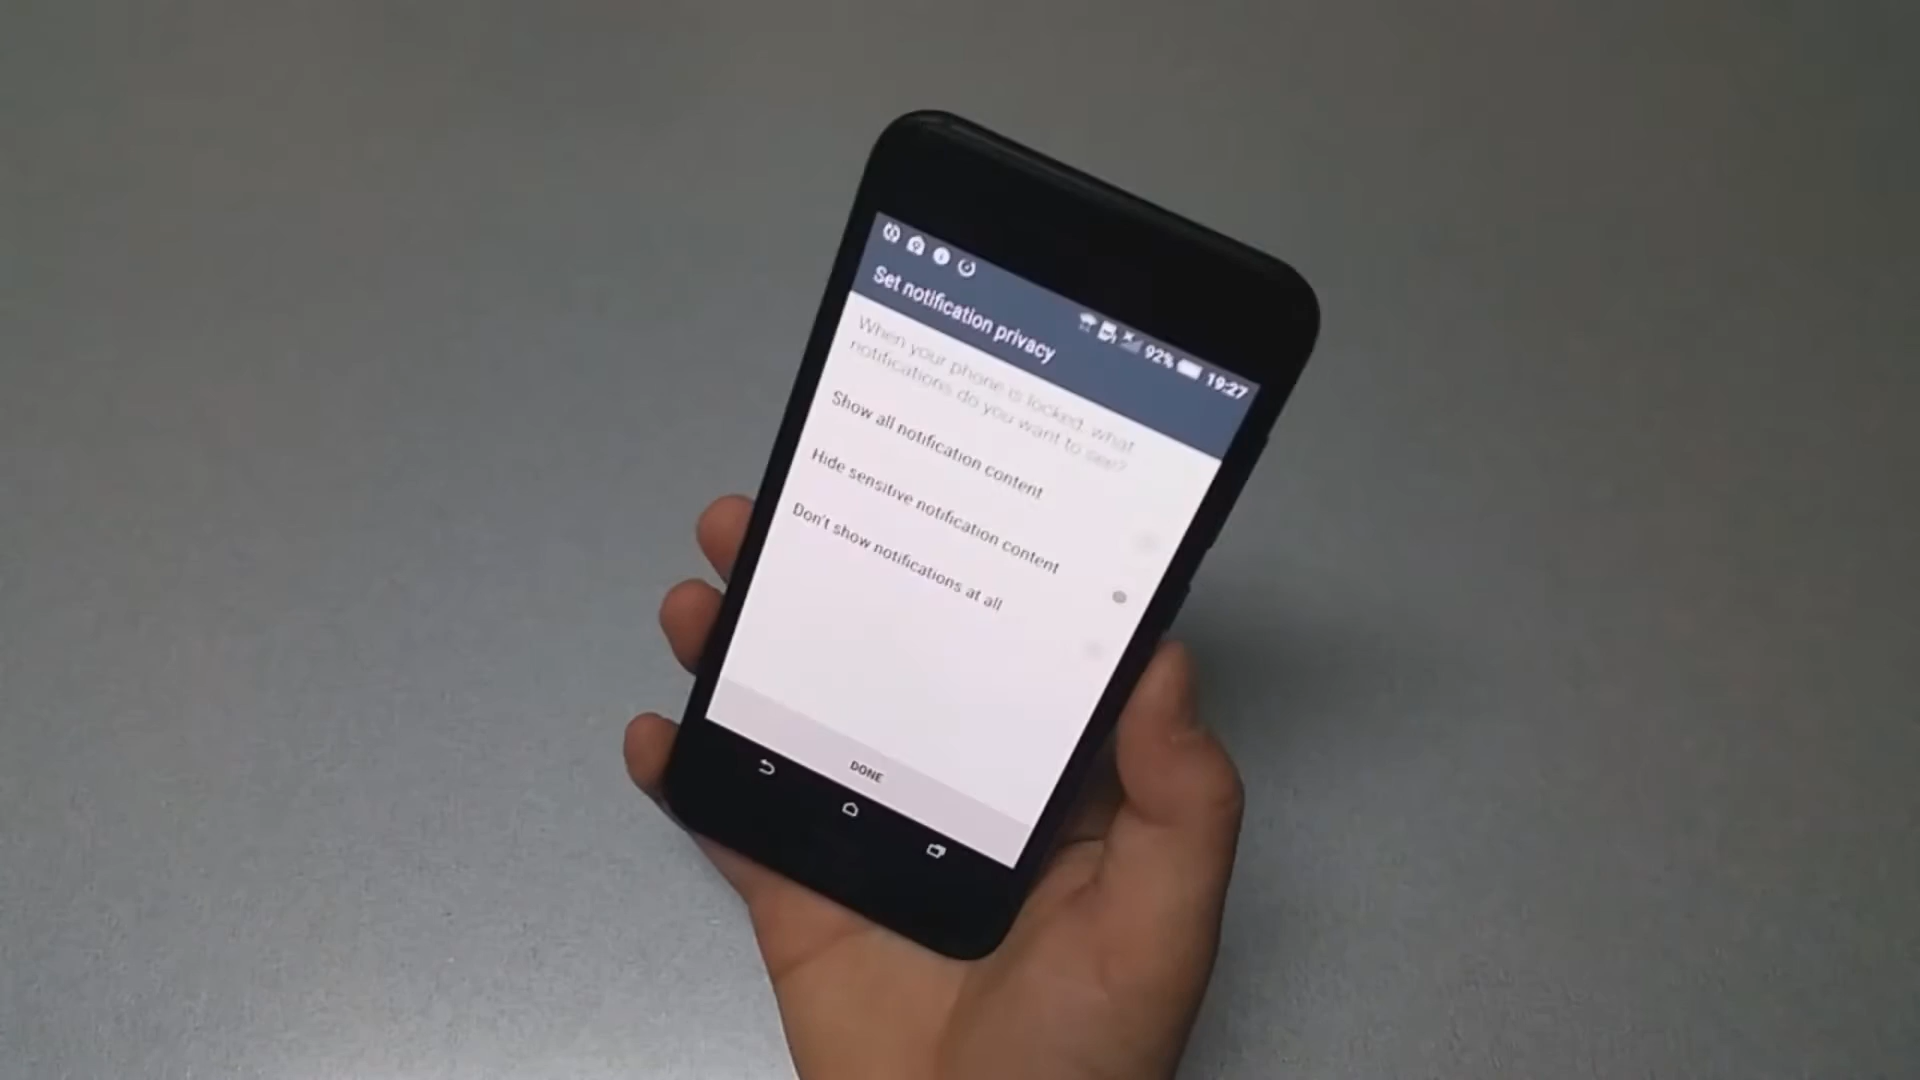 92% 19:27
Set notification privacy
When your phone is locked, what
notifications do you want to see?
Show all notification content
Hide sensitive notification content
Don't show notifications at all
DONE